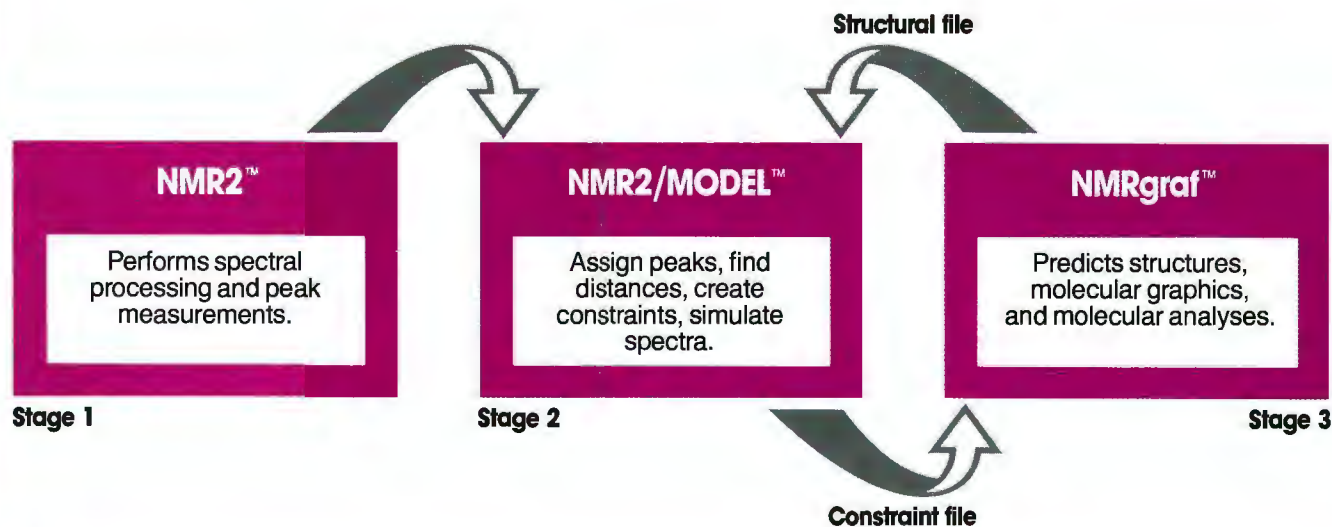 Structural file
NMR2™
Performs spectral
processing and peak
measurements.
Stage 1
NMR2/MODEL™
Assign peaks, find
distances, create
constraints, simulate
spectra.
Stage 2
NMRgraf™
Predicts structures,
molecular graphics,
and molecular analyses.
Stage 3
Constraint file